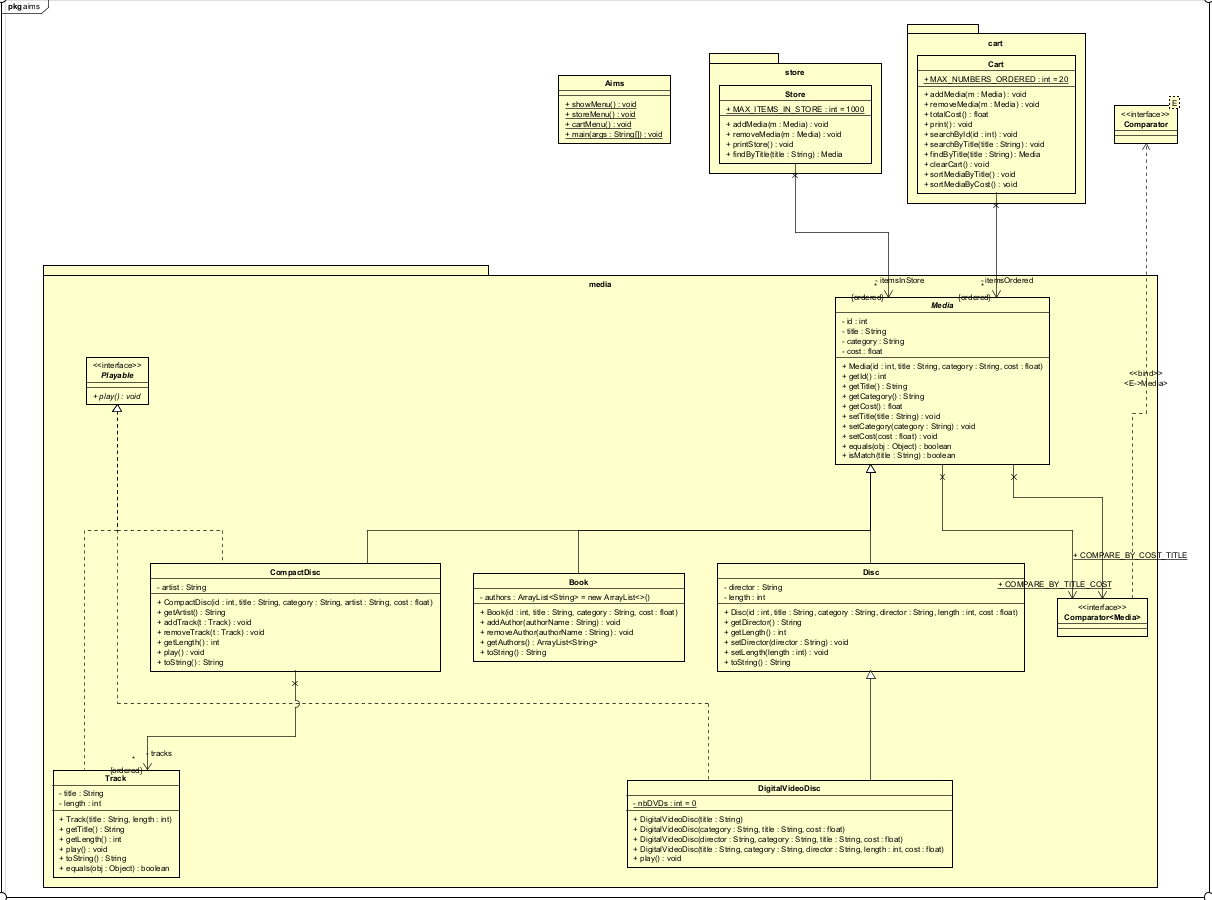 pkg aims
Aims
+ showMenu() : void
+ storeMenu() : void
+ cartMenu() : void
+ main(args : String[]) : void
store
Store
+ MAX_ITEMS_IN_STORE : int = 1000
+ addMedia(m : Media) : void
+ removeMedia(m : Media) : void
+ printStore() : void
+ findByTitle(title : String) : Media
cart
Cart
+ MAX_NUMBERS_ORDERED : int = 20
+ addMedia(m : Media) : void
+ removeMedia(m : Media) : void
+ totalCost() : float
+ print() : void
+ searchById(id : int) : void
+ searchByTitle(title : String) : void
+ findByTitle(title : String) : Media
+ clearCart() : void
+ sortMediaByTitle() : void
+ sortMediaByCost() : void
E
<<interface>>
Comparator
media
- itemsInStore
*
{ordered}
- itemsOrdered
*
{ordered}
Media
- id : int
- title : String
- category : String
- cost : float
+ Media(id : int, title : String, category : String, cost : float)
+ getId() : int
+ getTitle() : String
+ getCategory() : String
+ getCost() : float
+ setTitle(title : String) : void
+ setCategory(category : String) : void
+ setCost(cost : float) : void
+ equals(obj : Object) : boolean
+ isMatch(title : String) : boolean
<<interface>>
Playable
+ play() : void
<<bind>>
<E->Media>
+ COMPARE_BY_COST_TITLE
+ COMPARE_BY_TITLE_COST
<<interface>>
Comparator<Media>
CompactDisc
- artist : String
+ CompactDisc(id : int, title : String, category : String, artist : String, cost : float)
+ getArtist() : String
+ addTrack(t : Track) : void
+ removeTrack(t : Track) : void
+ getLength() : int
+ play() : void
+ toString() : String
Book
- authors : ArrayList<String> = new ArrayList<>()
+ Book(id : int, title : String, category : String, cost : float)
+ addAuthor(authorName : String) : void
+ removeAuthor(authorName : String) : void
+ getAuthors() : ArrayList<String>
+ toString() : String
Disc
- director : String
- length : int
+ Disc(id : int, title : String, category : String, director : String, length : int, cost : float)
+ getDirector() : String
+ getLength() : int
+ setDirector(director : String) : void
+ setLength(length : int) : void
+ toString() : String
- tracks
*
{ordered}
Track
- title : String
- length : int
+ Track(title : String, length : int)
+ getTitle() : String
+ getLength() : int
+ play() : void
+ toString() : String
+ equals(obj : Object) : boolean
DigitalVideoDisc
- nbDVDs : int = 0
+ DigitalVideoDisc(title : String)
+ DigitalVideoDisc(category : String, title : String, cost : float)
+ DigitalVideoDisc(director : String, category : String, title : String, cost : float)
+ DigitalVideoDisc(title : String, category : String, director : String, length : int, cost : float)
+ play() : void